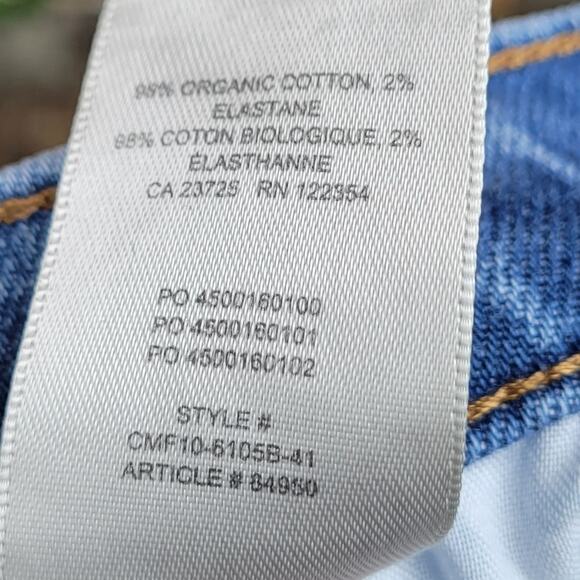 98% ORGANIC COTTON, 2%
ELASTANE
98% COTON BIOLOGIQUE, 2%
ÉLASTHANNE
CA 23725 RN 122354
PO 4500160100
PO 4500160101
PO 4500160102
STYLE #
CMF10-6105B-41
ARTICLE # 84950